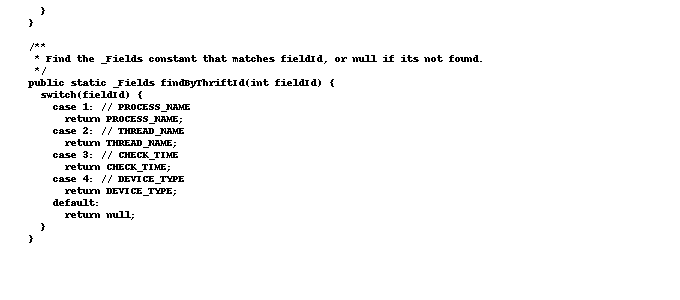 }
}

/**
 * Find the _Fields constant that matches fieldId, or null if its not found.
 */
public static _Fields findByThriftId(int fieldId) {
  switch(fieldId) {
    case 1: // PROCESS_NAME
      return PROCESS_NAME;
    case 2: // THREAD_NAME
      return THREAD_NAME;
    case 3: // CHECK_TIME
      return CHECK_TIME;
    case 4: // DEVICE_TYPE
      return DEVICE_TYPE;
    default:
      return null;
  }
}